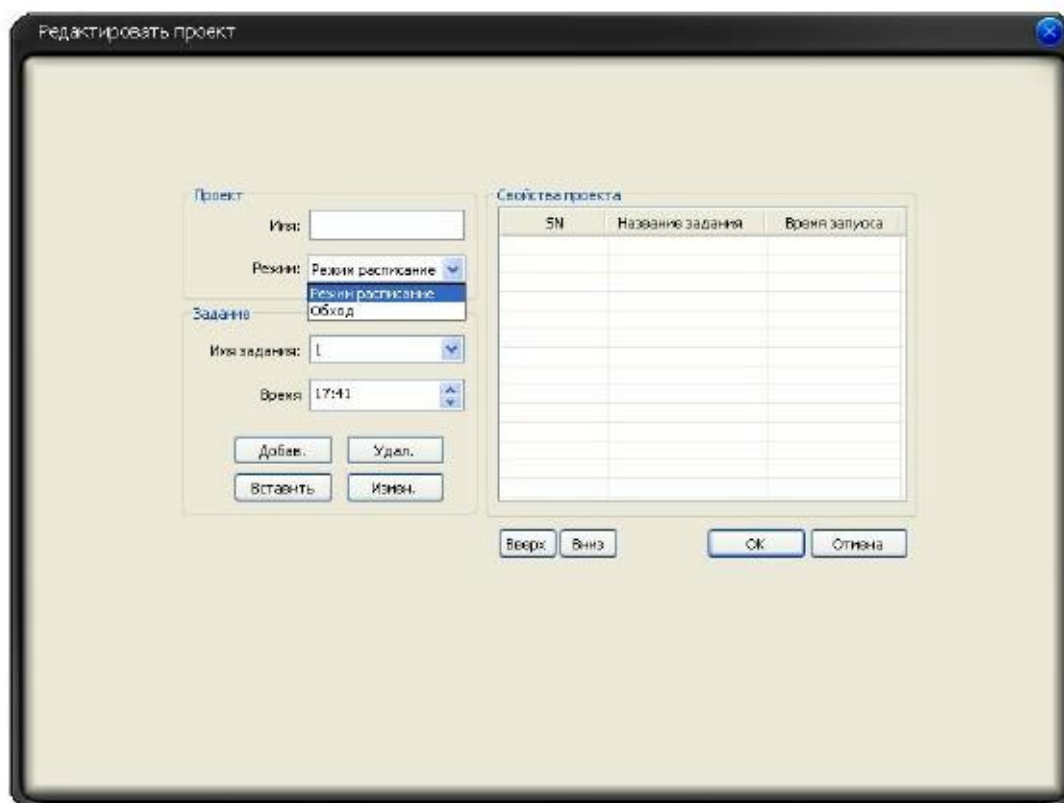 Редактировать проект
Проект
Имя:
Режим: Режим расписание
Режим расписание
Обход
Задание
Имя задания: 1
Время 17:41
Добав. Удал.
Вставить Измен.
Свойства проекта
SN Название задания Время запуска
Вверх Вниз OK Отмена